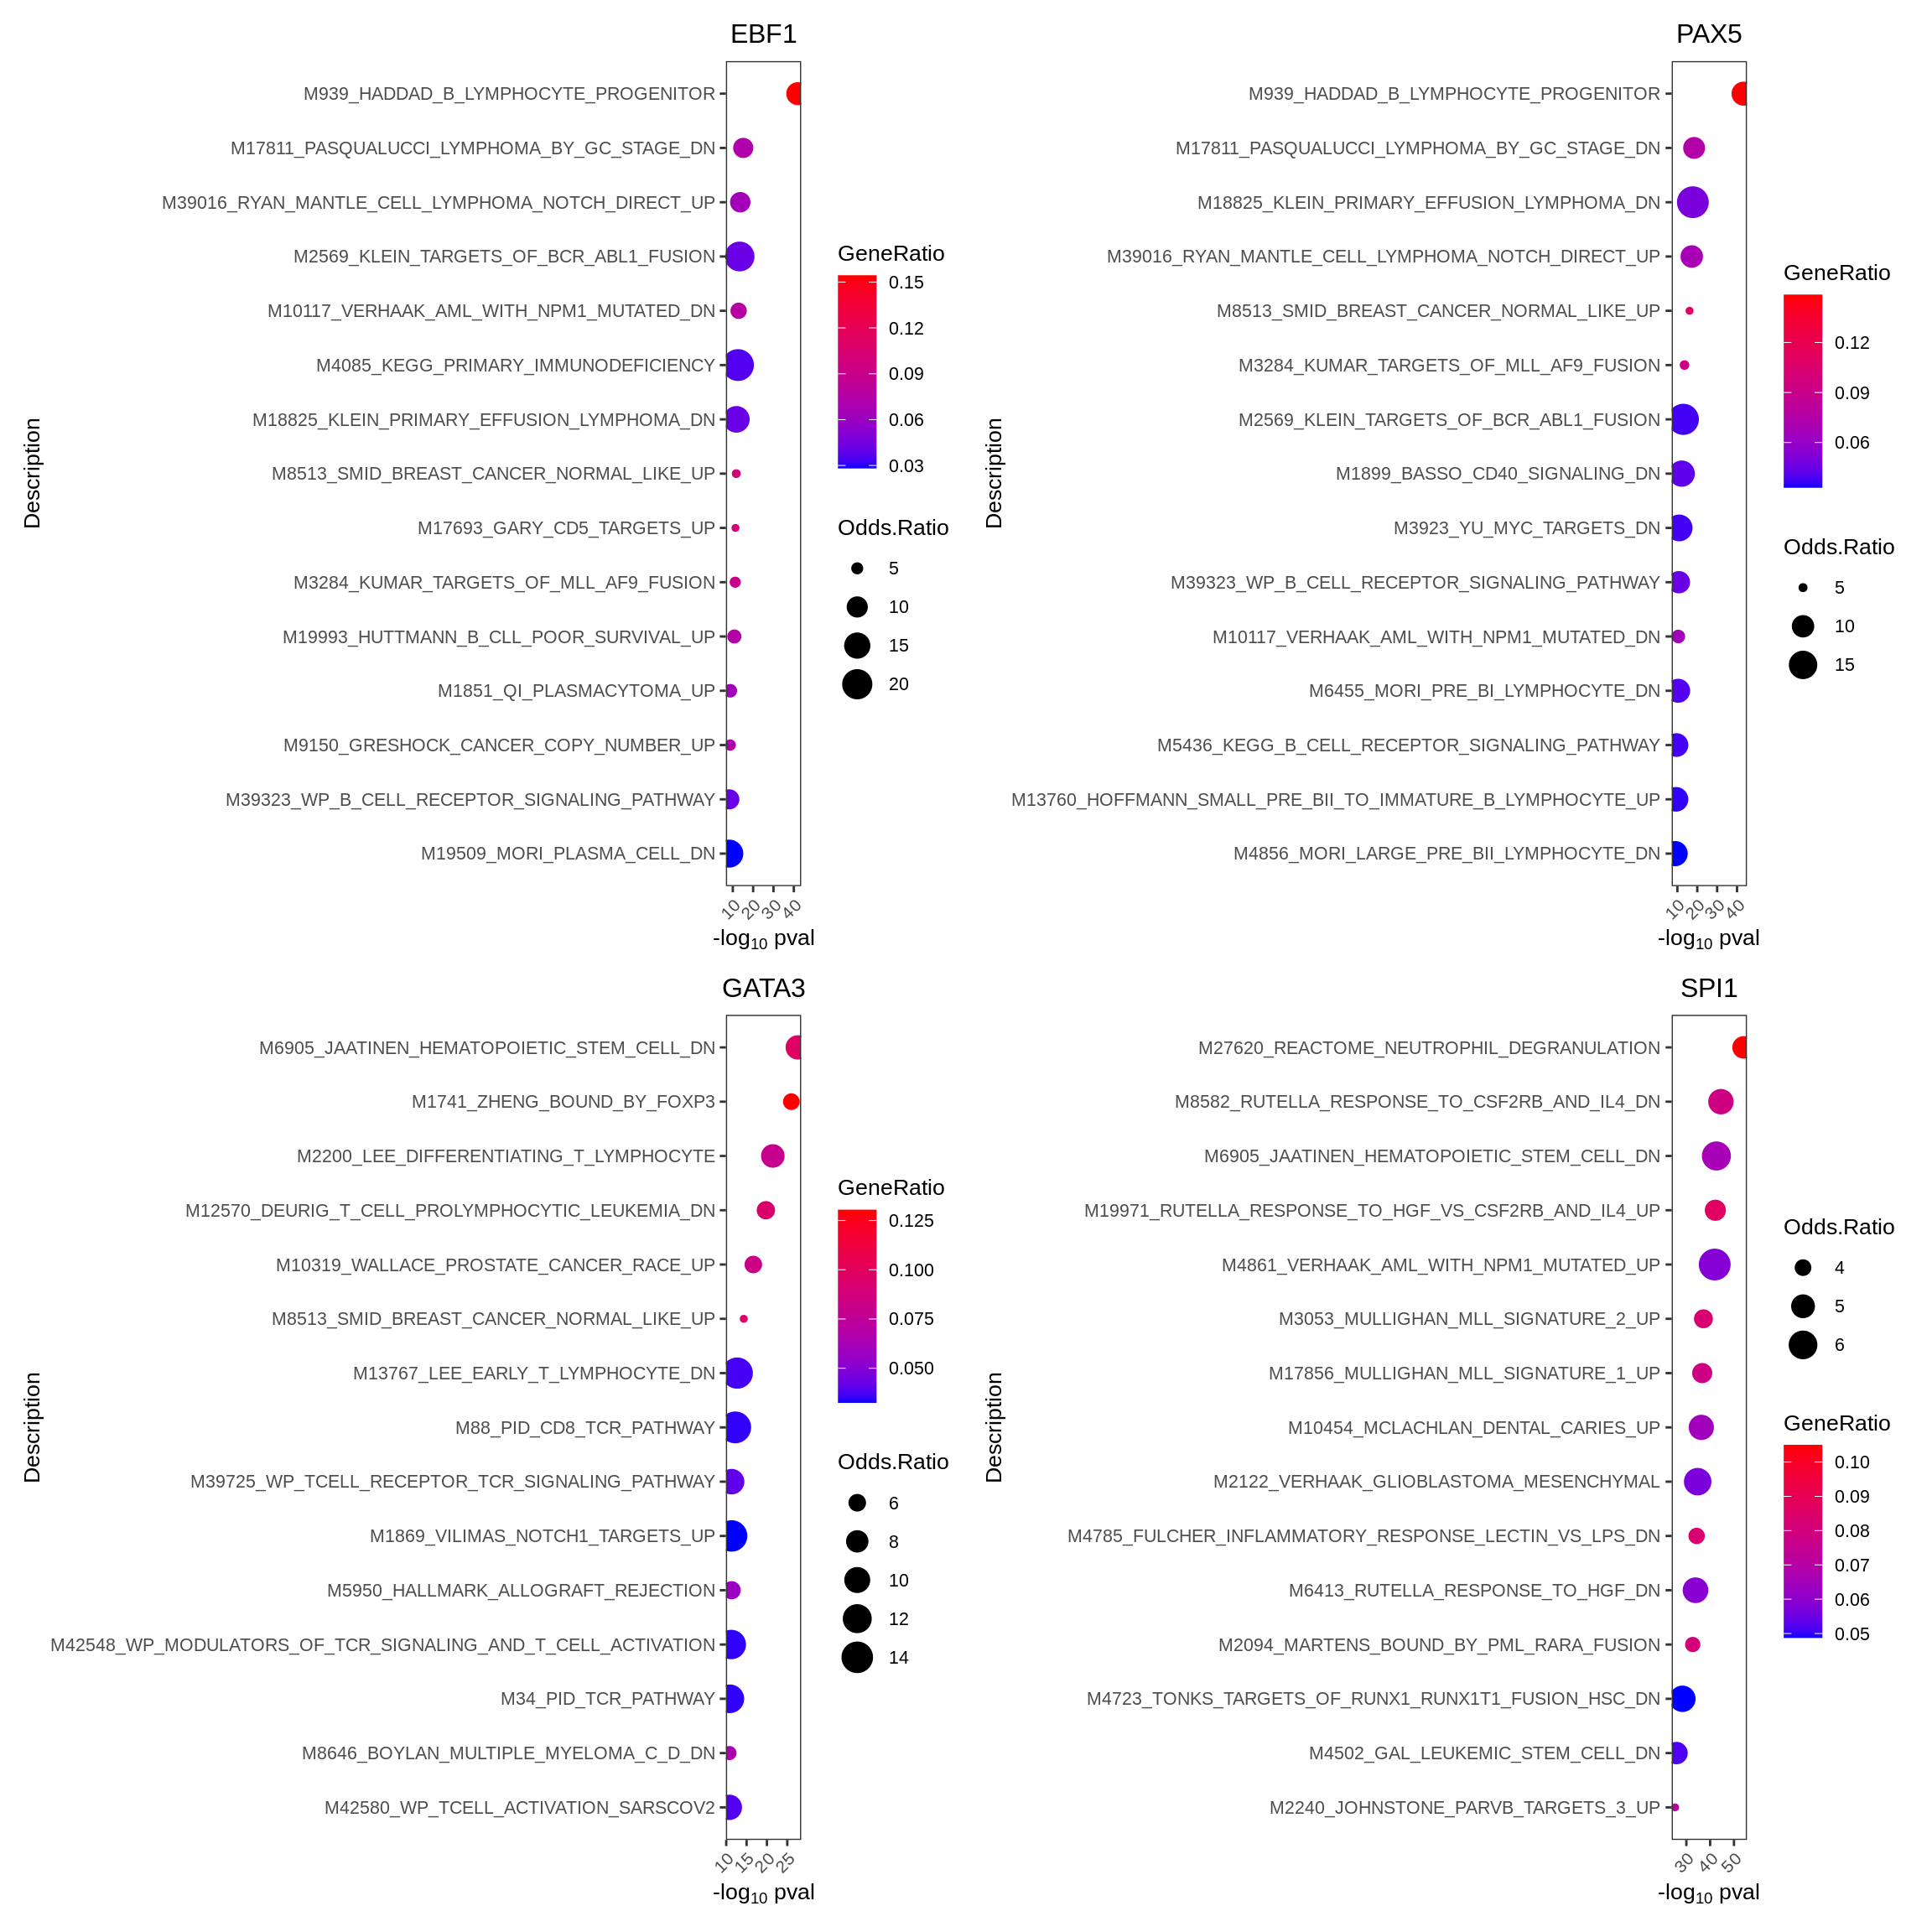 EBF1
M939_HADDAD_B_LYMPHOCYTE_PROGENITOR
M17811_PASQUALUCCI_LYMPHOMA_BY_GC_STAGE_DN
M39016_RYAN_MANTLE_CELL_LYMPHOMA_NOTCH_DIRECT_UP
M2569_KLEIN_TARGETS_OF_BCR_ABL1_FUSION
M10117_VERHAAK_AML_WITH_NPM1_MUTATED_DN
M4085_KEGG_PRIMARY_IMMUNODEFICIENCY
M18825_KLEIN_PRIMARY_EFFUSION_LYMPHOMA_DN
M8513_SMID_BREAST_CANCER_NORMAL_LIKE_UP
M17693_GARY_CD5_TARGETS_UP
M3284_KUMAR_TARGETS_OF_MLL_AF9_FUSION
M19993_HUTTMANN_B_CLL_POOR_SURVIVAL_UP
M1851_QI_PLASMACYTOMA_UP
M9150_GRESHOCK_CANCER_COPY_NUMBER_UP
M39323_WP_B_CELL_RECEPTOR_SIGNALING_PATHWAY
M19509_MORI_PLASMA_CELL_DN
Description
10 20 30 40
-log10 pval
GeneRatio
0.15
0.12
0.09
0.06
0.03
Odds.Ratio
5
10
15
20
PAX5
M939_HADDAD_B_LYMPHOCYTE_PROGENITOR
M17811_PASQUALUCCI_LYMPHOMA_BY_GC_STAGE_DN
M18825_KLEIN_PRIMARY_EFFUSION_LYMPHOMA_DN
M39016_RYAN_MANTLE_CELL_LYMPHOMA_NOTCH_DIRECT_UP
M8513_SMID_BREAST_CANCER_NORMAL_LIKE_UP
M3284_KUMAR_TARGETS_OF_MLL_AF9_FUSION
M2569_KLEIN_TARGETS_OF_BCR_ABL1_FUSION
M1899_BASSO_CD40_SIGNALING_DN
M3923_YU_MYC_TARGETS_DN
M39323_WP_B_CELL_RECEPTOR_SIGNALING_PATHWAY
M10117_VERHAAK_AML_WITH_NPM1_MUTATED_DN
M6455_MORI_PRE_BI_LYMPHOCYTE_DN
M5436_KEGG_B_CELL_RECEPTOR_SIGNALING_PATHWAY
M13760_HOFFMANN_SMALL_PRE_BII_TO_IMMATURE_B_LYMPHOCYTE_UP
M4856_MORI_LARGE_PRE_BII_LYMPHOCYTE_DN
Description
10 20 30 40
-log10 pval
GeneRatio
0.12
0.09
0.06
Odds.Ratio
5
10
15
GATA3
M6905_JAATINEN_HEMATOPOIETIC_STEM_CELL_DN
M1741_ZHENG_BOUND_BY_FOXP3
M2200_LEE_DIFFERENTIATING_T_LYMPHOCYTE
M12570_DEURIG_T_CELL_PROLYMPHOCYTIC_LEUKEMIA_DN
M10319_WALLACE_PROSTATE_CANCER_RACE_UP
M8513_SMID_BREAST_CANCER_NORMAL_LIKE_UP
M13767_LEE_EARLY_T_LYMPHOCYTE_DN
M88_PID_CD8_TCR_PATHWAY
M39725_WP_TCELL_RECEPTOR_TCR_SIGNALING_PATHWAY
M1869_VILIMAS_NOTCH1_TARGETS_UP
M5950_HALLMARK_ALLOGRAFT_REJECTION
M42548_WP_MODULATORS_OF_TCR_SIGNALING_AND_T_CELL_ACTIVATION
M34_PID_TCR_PATHWAY
M8646_BOYLAN_MULTIPLE_MYELOMA_C_D_DN
M42580_WP_TCELL_ACTIVATION_SARSCOV2
Description
10 15 20 25
-log10 pval
GeneRatio
0.125
0.100
0.075
0.050
Odds.Ratio
6
8
10
12
14
SPI1
M27620_REACTOME_NEUTROPHIL_DEGRANULATION
M8582_RUTELLA_RESPONSE_TO_CSF2RB_AND_IL4_DN
M6905_JAATINEN_HEMATOPOIETIC_STEM_CELL_DN
M19971_RUTELLA_RESPONSE_TO_HGF_VS_CSF2RB_AND_IL4_UP
M4861_VERHAAK_AML_WITH_NPM1_MUTATED_UP
M3053_MULLIGHAN_MLL_SIGNATURE_2_UP
M17856_MULLIGHAN_MLL_SIGNATURE_1_UP
M10454_MCLACHLAN_DENTAL_CARIES_UP
M2122_VERHAAK_GLIOBLASTOMA_MESENCHYMAL
M4785_FULCHER_INFLAMMATORY_RESPONSE_LECTIN_VS_LPS_DN
M6413_RUTELLA_RESPONSE_TO_HGF_DN
M2094_MARTENS_BOUND_BY_PML_RARA_FUSION
M4723_TONKS_TARGETS_OF_RUNX1_RUNX1T1_FUSION_HSC_DN
M4502_GAL_LEUKEMIC_STEM_CELL_DN
M2240_JOHNSTONE_PARVB_TARGETS_3_UP
Description
30 40 50
-log10 pval
Odds.Ratio
4
5
6
GeneRatio
0.10
0.09
0.08
0.07
0.06
0.05